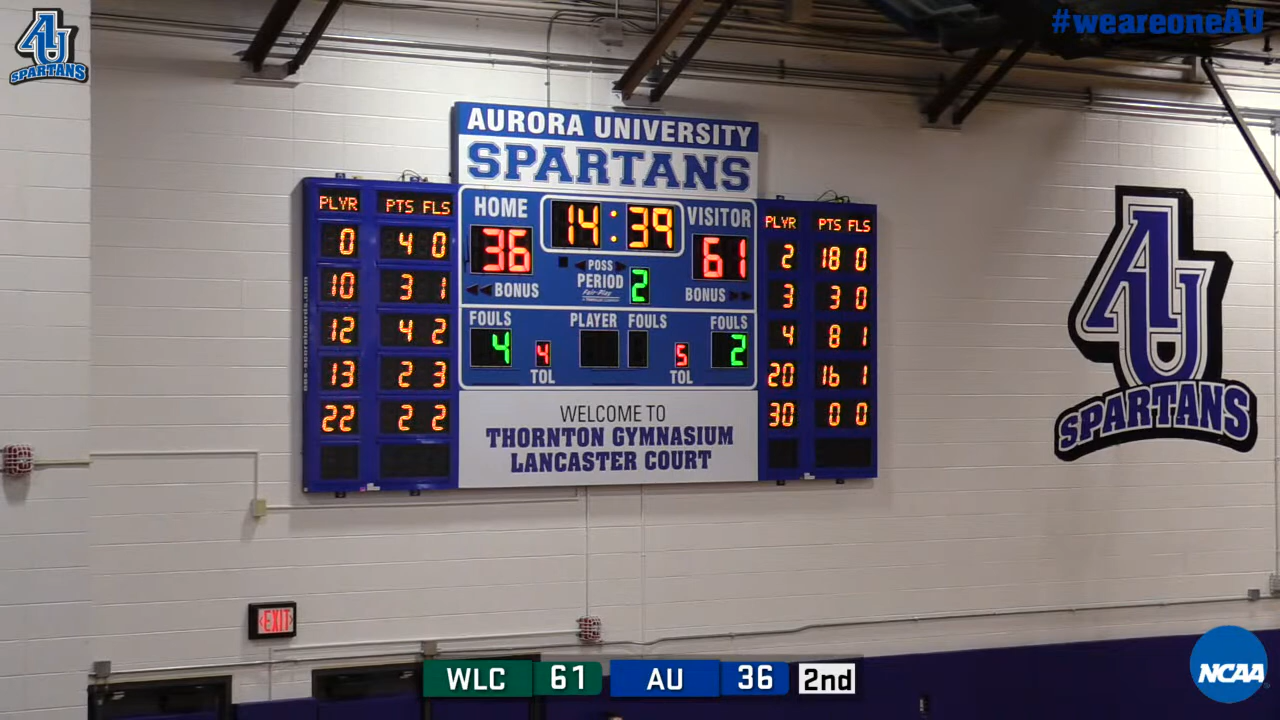 AU
SPARTANS
#weareoneAU
AURORA UNIVERSITY
SPARTANS
HOME 14:39 VISITOR
36 61
POSS
PERIOD 2
BONUS BONUS
FOULS PLAYER FOULS FOULS
4 4 5 2
TOL TOL
WELCOME TO
THORNTON GYMNASIUM
LANCASTER COURT
PLYR PTS FLS
0 4 0
10 3 1
12 4 2
13 2 3
22 2 2
PLYR PTS FLS
2 18 0
3 3 0
4 8 1
20 16 1
30 0 0
AU
SPARTANS
EXIT
WLC 61 AU 36 2nd
NCAA